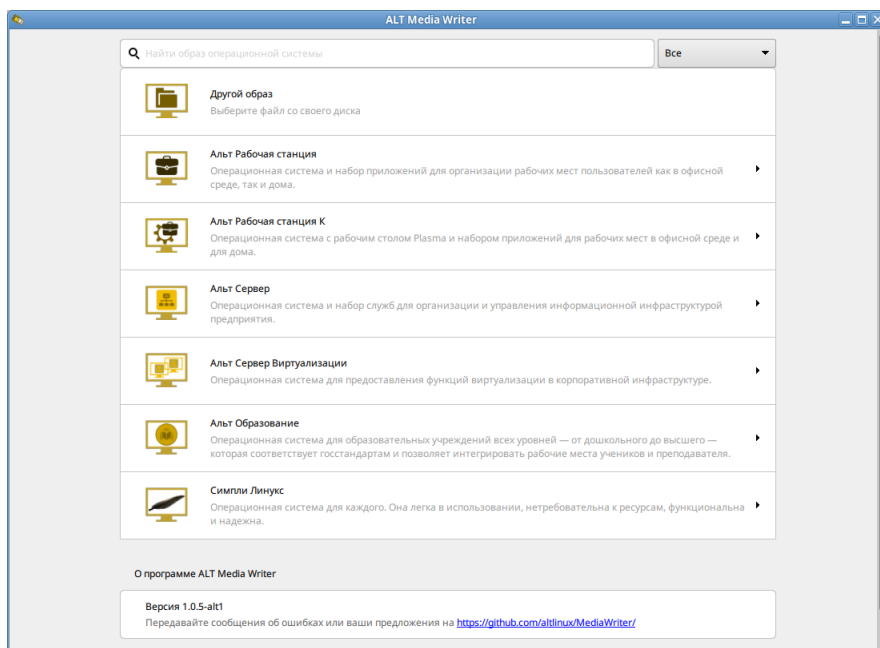 ALT Media Writer
Найти образ операционной системы
Все
Другой образ
Выберите файл со своего диска
Альт Рабочая станция
Операционная система и набор приложений для организации рабочих мест пользователей как в офисной
среде, так и дома.
Альт Рабочая станция К
Операционная система с рабочим столом Plasma и набором приложений для рабочих мест в офисной среде и
для дома.
Альт Сервер
Операционная система и набор служб для организации и управления информационной инфраструктурой
предприятия.
Альт Сервер Виртуализации
Операционная система для предоставления функций виртуализации в корпоративной инфраструктуре.
Альт Образование
Операционная система для образовательных учреждений всех уровней — от дошкольного до высшего —
которая соответствует госстандартам и позволяет интегрировать рабочие места учеников и преподавателя.
Симпли Линукс
Операционная система для каждого. Она легка в использовании, нетребовательна к ресурсам, функциональна
и надежна.
О программе ALT Media Writer
Версия 1.0.5-alt1
Передавайте сообщения об ошибках или ваши предложения на https://github.com/altlinux/MediaWriter/